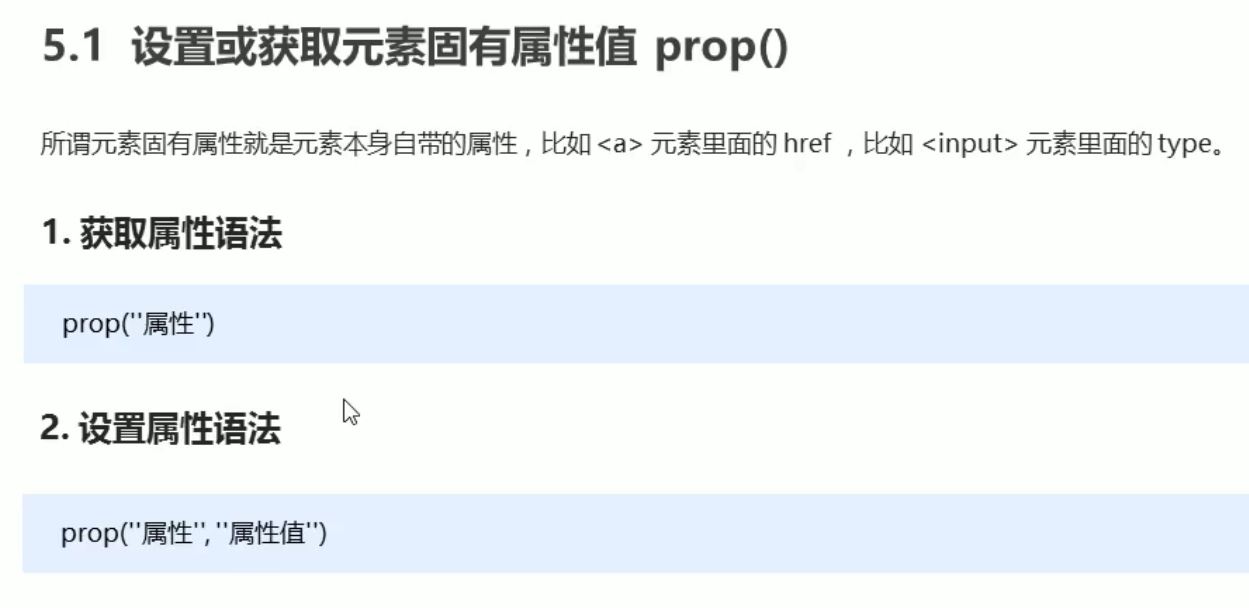 5.1 设置或获取元素固有属性值 prop()
所谓元素固有属性就是元素本身自带的属性，比如 <a> 元素里面的 href ，比如 <input> 元素里面的 type。
1. 获取属性语法
prop(''属性'')
2. 设置属性语法
prop(''属性'', ''属性值'')